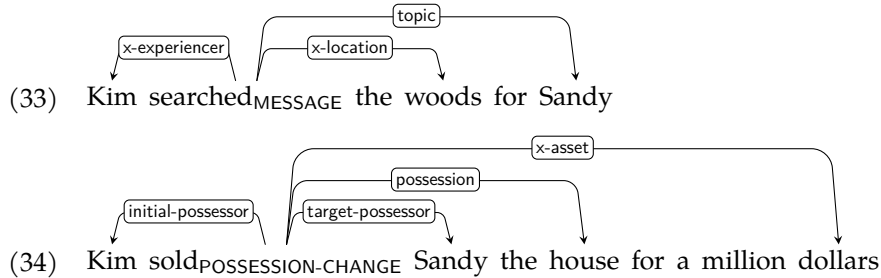 topic
x-experiencer x-location
(33) Kim searched MESSAGE the woods for Sandy
x-asset
possession
initial-possessor target-possessor
(34) Kim sold POSSESSION-CHANGE Sandy the house for a million dollars